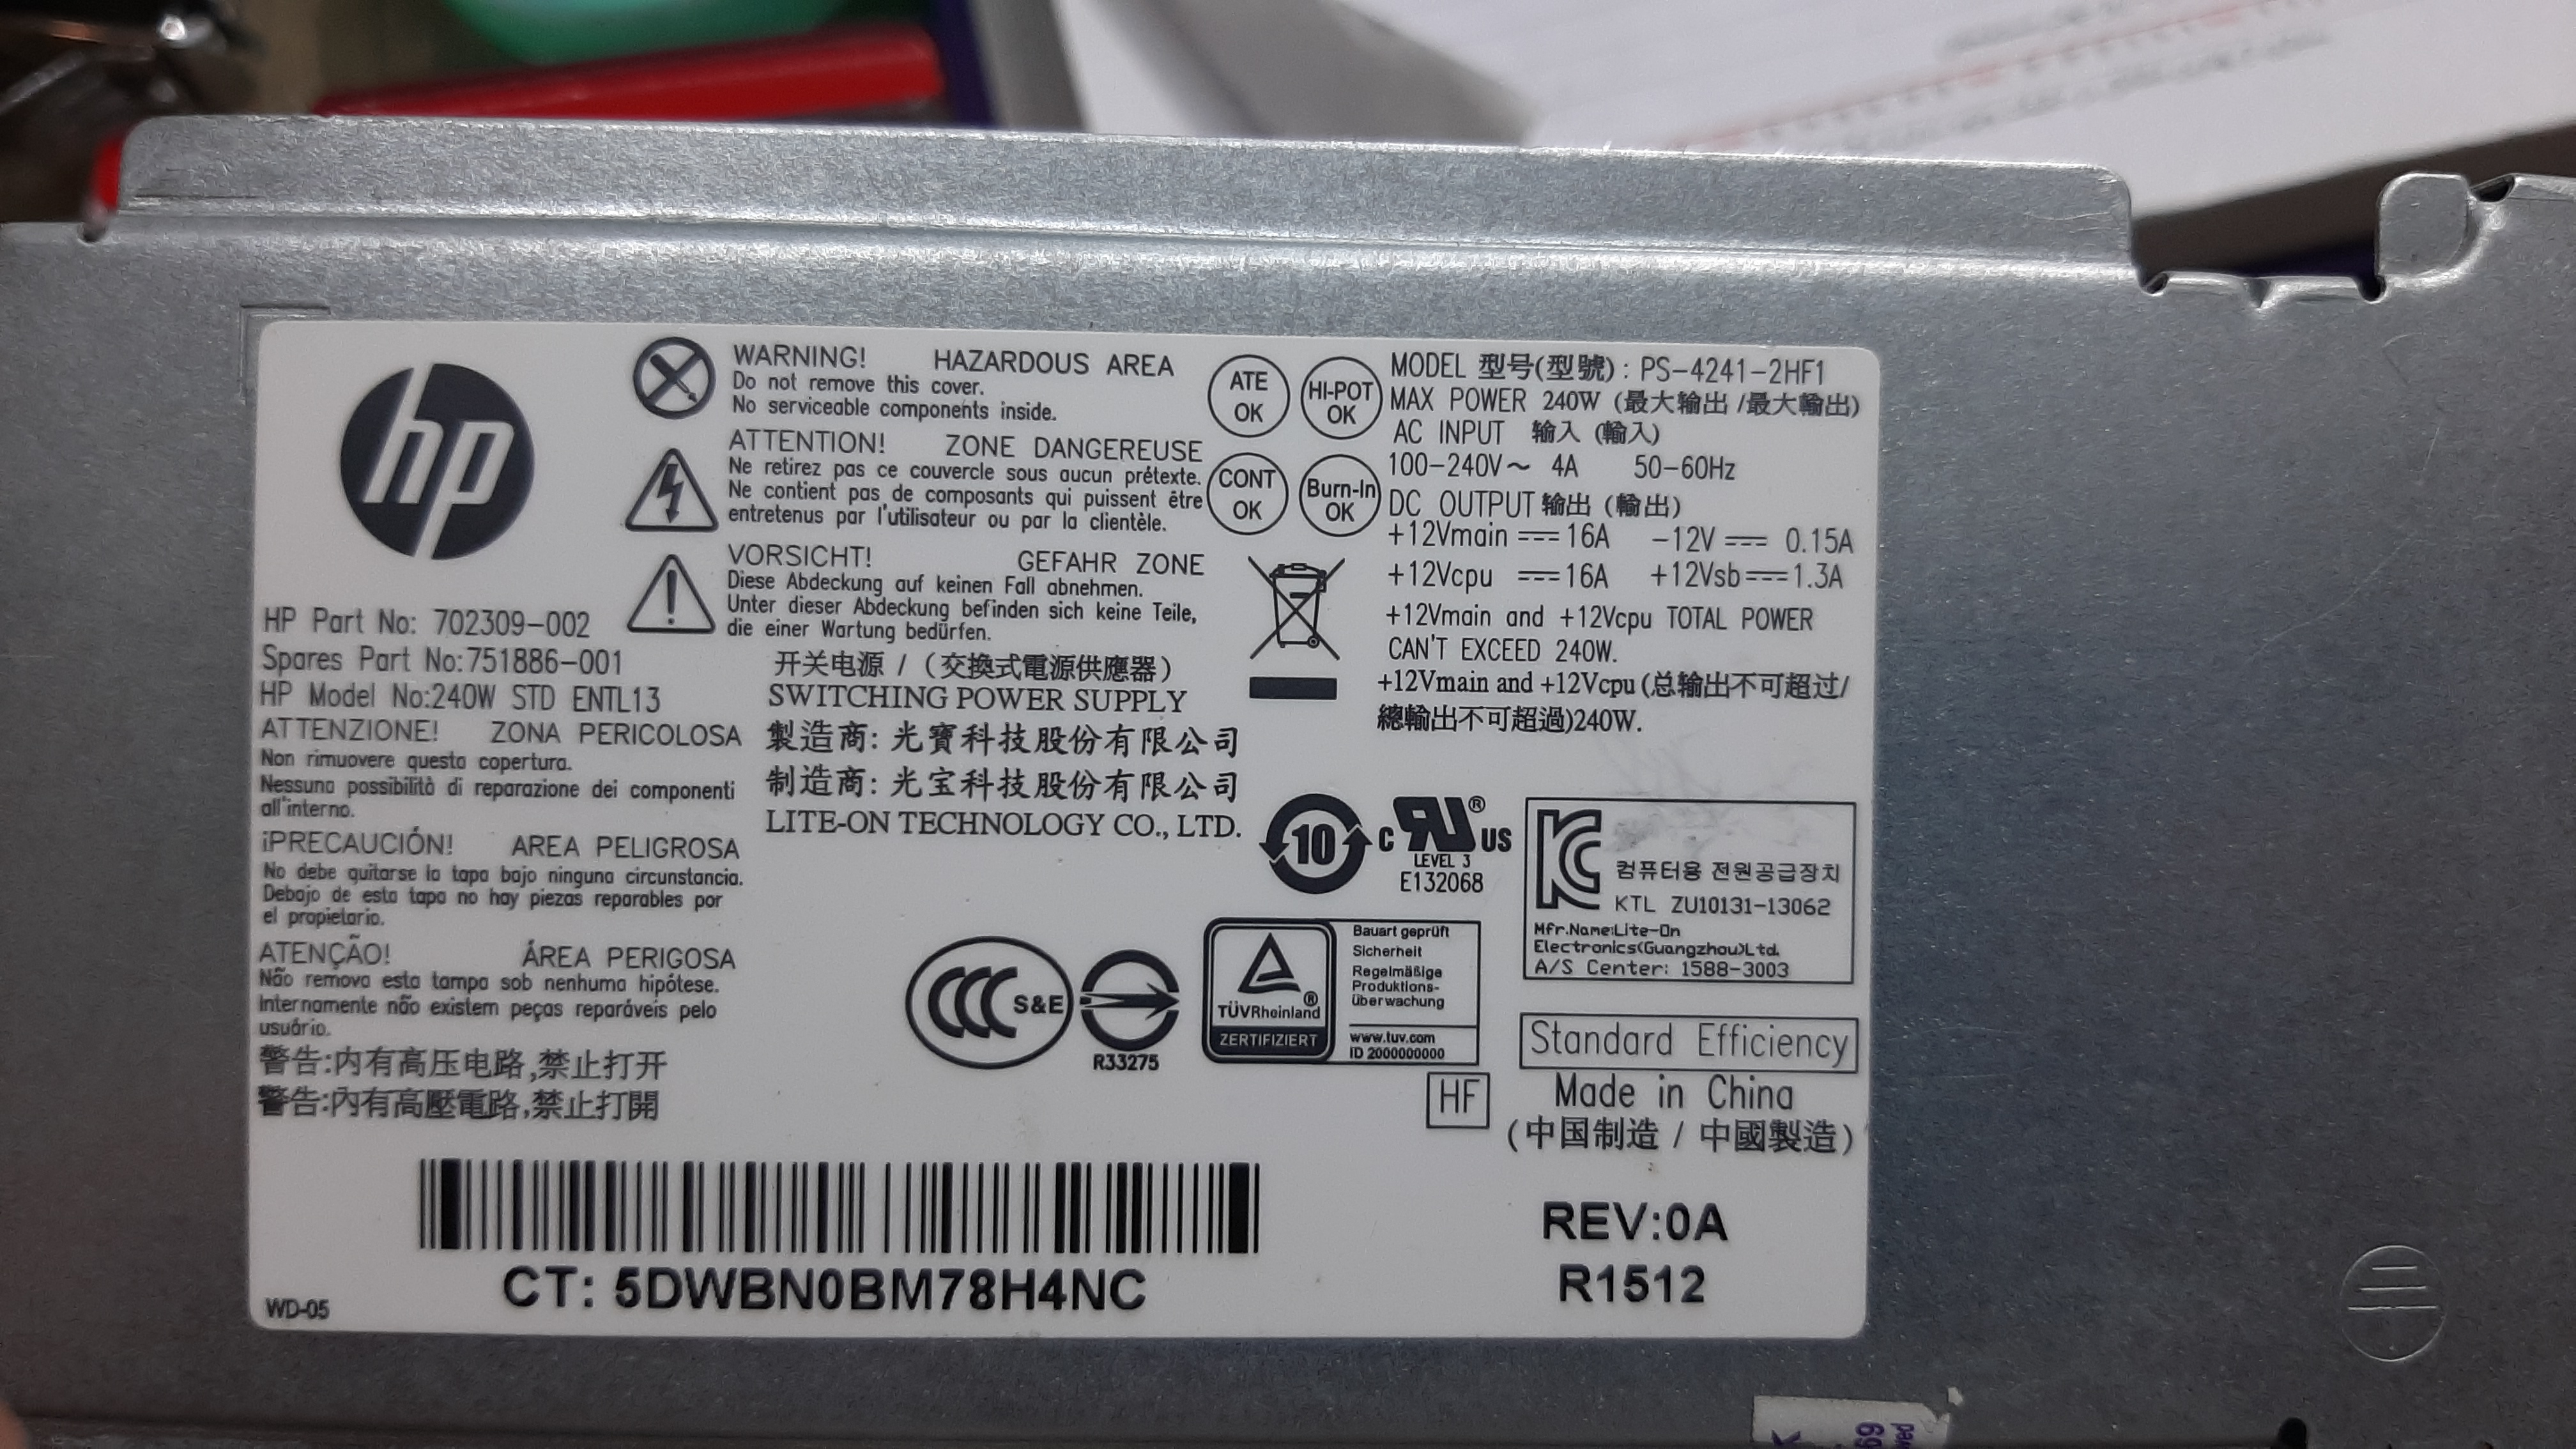 hp
HP Part No: 702309-002
Spares Part No:751886-001
HP Model No:240W STD ENTL13
WARNING! HAZARDOUS AREA
Do not remove this cover.
No serviceable components inside.
ATTENTION! ZONE DANGEREUSE
Ne retirez pas ce couvercle sous aucun prétexte.
Ne contient pas de composants qui puissent être
entretenus par l'utilisateur ou par la clientèle.
VORSICHT! GEFAHR ZONE
Diese Abdeckung auf keinen Fall abnehmen.
Unter dieser Abdeckung befinden sich keine Teile,
die einer Wartung bedürfen.
ATTENZIONE! ZONA PERICOLOSA
Non rimuovere questa copertura.
Nessuna possibilità di reparazione dei componenti
all'interno.
¡PRECAUCIÓN! AREA PELIGROSA
No debe quitarse la tapa bajo ninguna circunstancia.
Debajo de esta tapa no hay piezas reparables por
el propietario.
ATENÇÃO! ÁREA PERIGOSA
Não remova esta tampa sob nenhuma hipótese.
Internamente não existem peças reparáveis pelo
usuário.
警告:内有高压电路,禁止打开
警告:內有高壓電路,禁止打開
开关电源 / (交換式電源供應器)
SWITCHING POWER SUPPLY
製造商: 光寶科技股份有限公司
制造商: 光宝科技股份有限公司
LITE-ON TECHNOLOGY CO., LTD.
ATE OK
HI-POT OK
CONT OK
Burn-In OK
MODEL 型号(型號) : PS-4241-2HF1
MAX POWER 240W (最大输出 /最大輸出)
AC INPUT 输入 (輸入)
100-240V~ 4A 50-60Hz
DC OUTPUT 输出 (輸出)
+12Vmain ⎓ 16A -12V ⎓ 0.15A
+12Vcpu ⎓ 16A +12Vsb ⎓ 1.3A
+12Vmain and +12Vcpu TOTAL POWER
CAN'T EXCEED 240W.
+12Vmain and +12Vcpu (总输出不可超过/
總輸出不可超過)240W.
10
c RU ® US
LEVEL 3
E132068
KC
컴퓨터용 전원공급장치
KTL ZU10131-13062
Mfr.Name:Lite-On
Electronics(Guangzhou)Ltd.
A/S Center: 1588-3003
CCC S&E
R33275
TÜVRheinland ®
ZERTIFIZIERT
Bauart geprüft
Sicherheit
Regelmäßige
Produktions-
überwachung
www.tuv.com
ID 2000000000
Standard Efficiency
HF
Made in China
(中国制造 / 中國製造)
CT: 5DWBN0BM78H4NC
REV:0A
R1512
WD-05